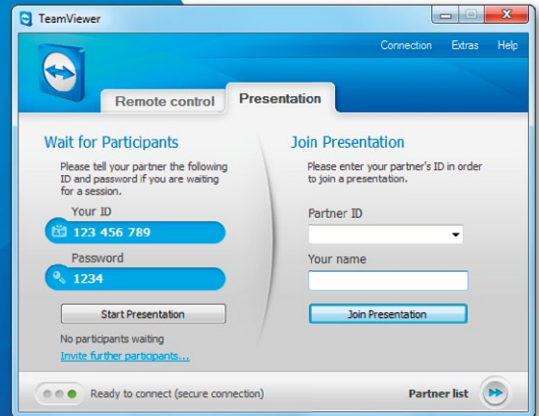 TeamViewer
Connection Extras Help
Remote control Presentation
Wait for Participants
Please tell your partner the following
ID and password if you are waiting
for a session.
Your ID
123 456 789
Password
1234
Start Presentation
No participants waiting
Invite further participants...
Join Presentation
Please enter your partner's ID in order
to join a presentation.
Partner ID
Your name
Join Presentation
Ready to connect (secure connection)
Partner list